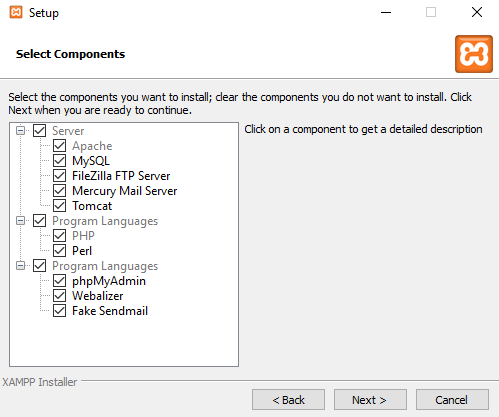 Setup
Select Components
Select the components you want to install; clear the components you do not want to install. Click
Next when you are ready to continue.
Server
Apache
MySQL
FileZilla FTP Server
Mercury Mail Server
Tomcat
Program Languages
PHP
Perl
Program Languages
phpMyAdmin
Webalizer
Fake Sendmail
Click on a component to get a detailed description
XAMPP Installer
< Back
Next >
Cancel